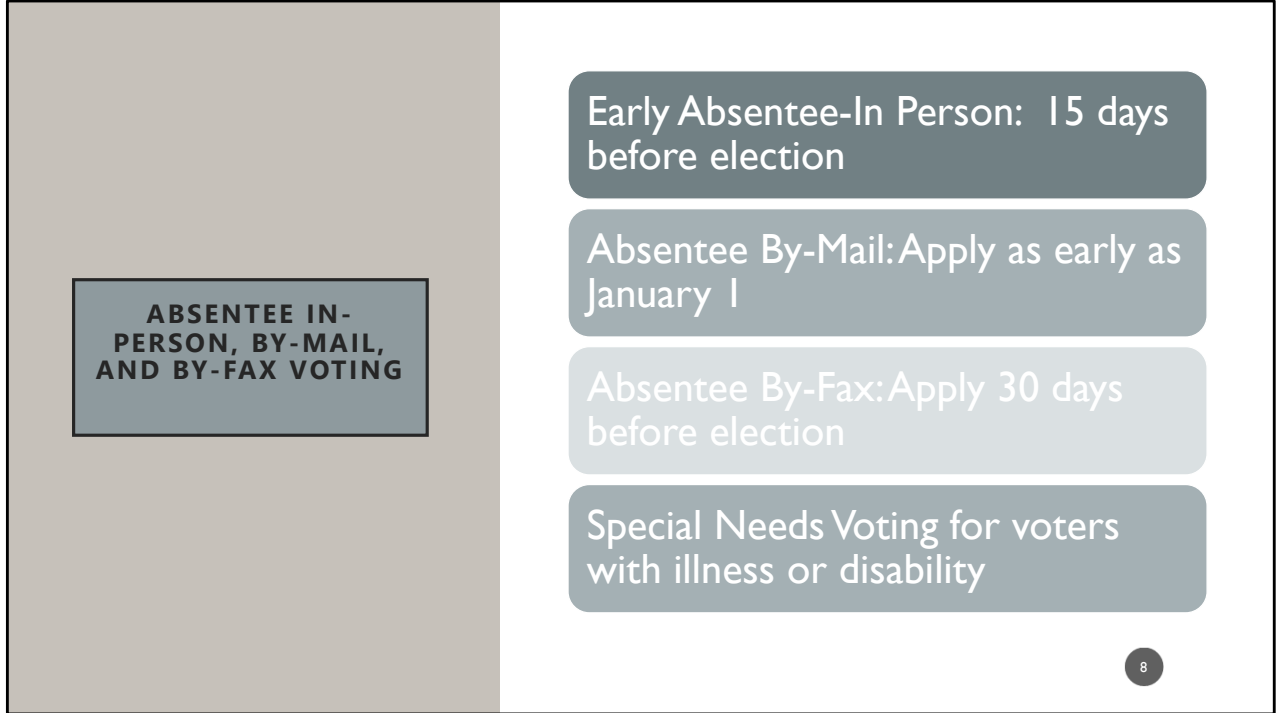 ABSENTEE IN-
PERSON, BY-MAIL,
AND BY-FAX VOTING
Early Absentee-In Person:  15 days
before election
Absentee By-Mail: Apply as early as
January 1
Absentee By-Fax: Apply 30 days
before election
Special Needs Voting for voters
with illness or disability
8